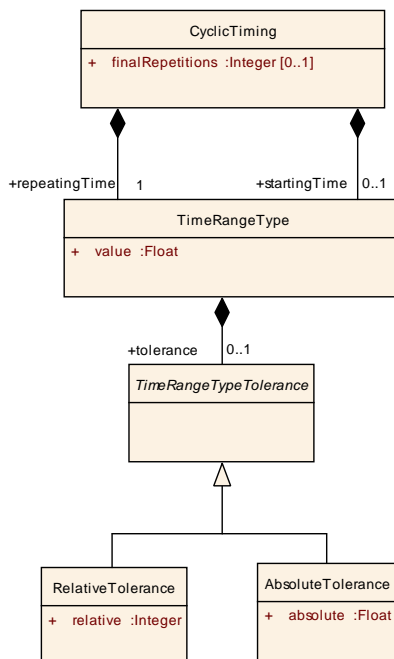 CyclicTiming
+ finalRepetitions :Integer [0..1]
+repeatingTime 1 +startingTime 0..1
TimeRangeType
+ value :Float
+tolerance 0..1
TimeRangeTypeTolerance
RelativeTolerance
+ relative :Integer
AbsoluteTolerance
+ absolute :Float